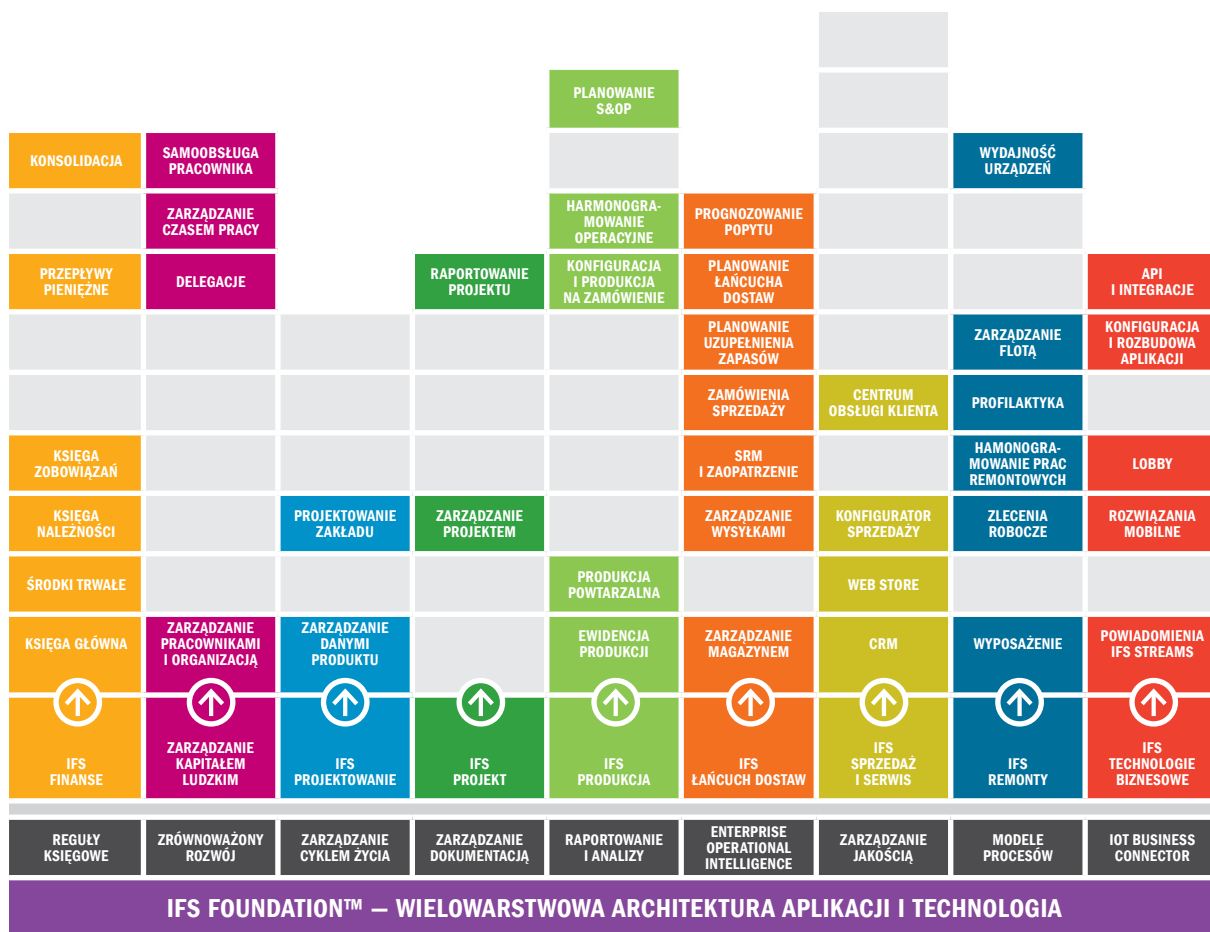 PLANOWANIE
S&OP
KONSOLIDACJA
SAMOOBSŁUGA
PRACOWNIKA
WYDAJNOŚĆ
URZĄDZEŃ
ZARZĄDZANIE
CZASEM PRACY
HARMONOGRA-
MOWANIE
OPERACYJNE
PROGNOZOWANIE
POPYTU
PRZEPŁYWY
PIENIĘŻNE
DELEGACJE
RAPORTOWANIE
PROJEKTU
KONFIGURACJA
I PRODUKCJA
NA ZAMÓWIENIE
PLANOWANIE
ŁAŃCUCHA
DOSTAW
API
I INTEGRACJE
PLANOWANIE
UZUPEŁNIENIA
ZAPASÓW
ZARZĄDZANIE
FLOTĄ
KONFIGURACJA
I ROZBUDOWA
APLIKACJI
ZAMÓWIENIA
SPRZEDAŻY
CENTRUM
OBSŁUGI KLIENTA
PROFILAKTYKA
KSIĘGA
ZOBOWIĄZAŃ
SRM
I ZAOPATRZENIE
HAMONOGRA-
MOWANIE PRAC
REMONTOWYCH
LOBBY
KSIĘGA
NALEŻNOŚCI
PROJEKTOWANIE
ZAKŁADU
ZARZĄDZANIE
PROJEKTEM
ZARZĄDZANIE
WYSYŁKAMI
KONFIGURATOR
SPRZEDAŻY
ZLECENIA
ROBOCZE
ROZWIĄZANIA
MOBILNE
ŚRODKI TRWAŁE
PRODUKCJA
POWTARZALNA
WEB STORE
KSIĘGA GŁÓWNA
ZARZĄDZANIE
PRACOWNIKAMI
I ORGANIZACJĄ
ZARZĄDZANIE
DANYMI
PRODUKTU
EWIDENCJA
PRODUKCJI
ZARZĄDZANIE
MAGAZYNEM
CRM
WYPOSAŻENIE
POWIADOMIENIA
IFS STREAMS
IFS
FINANSE
ZARZĄDZANIE
KAPITAŁEM
LUDZKIM
IFS
PROJEKTOWANIE
IFS
PROJEKT
IFS
PRODUKCJA
IFS
ŁAŃCUCH DOSTAW
IFS
SPRZEDAŻ
I SERWIS
IFS
REMONTY
IFS
TECHNOLOGIE
BIZNESOWE
REGUŁY
KSIĘGOWE
ZRÓWNOWAŻONY
ROZWÓJ
ZARZĄDZANIE
CYKLEM ŻYCIA
ZARZĄDZANIE
DOKUMENTACJĄ
RAPORTOWANIE
I ANALIZY
ENTERPRISE
OPERATIONAL
INTELLIGENCE
ZARZĄDZANIE
JAKOŚCIĄ
MODELE
PROCESÓW
IOT BUSINESS
CONNECTOR
IFS FOUNDATION™ — WIELOWARSTWOWA ARCHITEKTURA APLIKACJI I TECHNOLOGIA